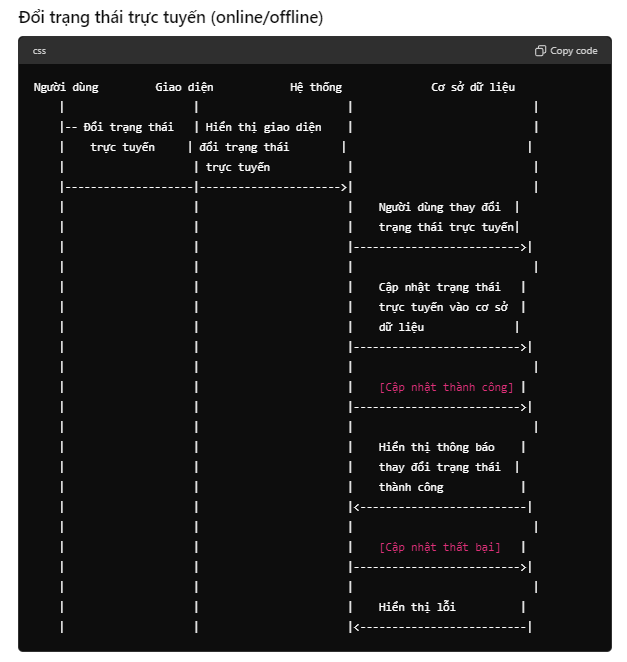 Đổi trạng thái trực tuyến (online/offline)
css Copy code
Người dùng Giao diện Hệ thống Cơ sở dữ liệu
| | | |
|-- Đổi trạng thái | Hiển thị giao diện | |
| trực tuyến | đổi trạng thái | |
| | trực tuyến | |
|-------------------|--------------------->| |
| | | Người dùng thay đổi |
| | | trạng thái trực tuyến|
| | |------------------------->|
| | | |
| | | Cập nhật trạng thái |
| | | trực tuyến vào cơ sở |
| | | dữ liệu |
| | |------------------------->|
| | | |
| | | [Cập nhật thành công] |
| | |------------------------->|
| | | |
| | | Hiển thị thông báo |
| | | thay đổi trạng thái |
| | | thành công |
| | |<-------------------------|
| | | |
| | | [Cập nhật thất bại] |
| | |------------------------->|
| | | |
| | | Hiển thị lỗi |
| | |<-------------------------|